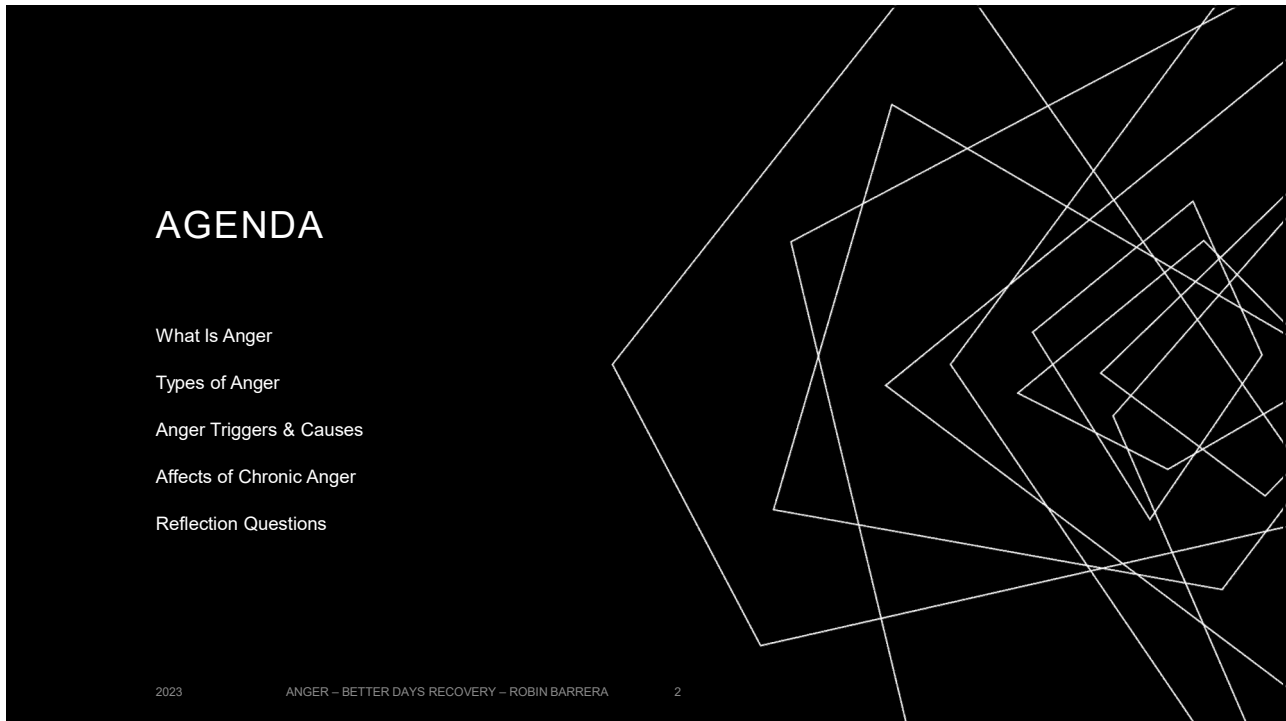 AGENDA
What Is Anger
Types of Anger
Anger Triggers & Causes
Affects of Chronic Anger
Reflection Questions
2023 ANGER – BETTER DAYS RECOVERY – ROBIN BARRERA 2